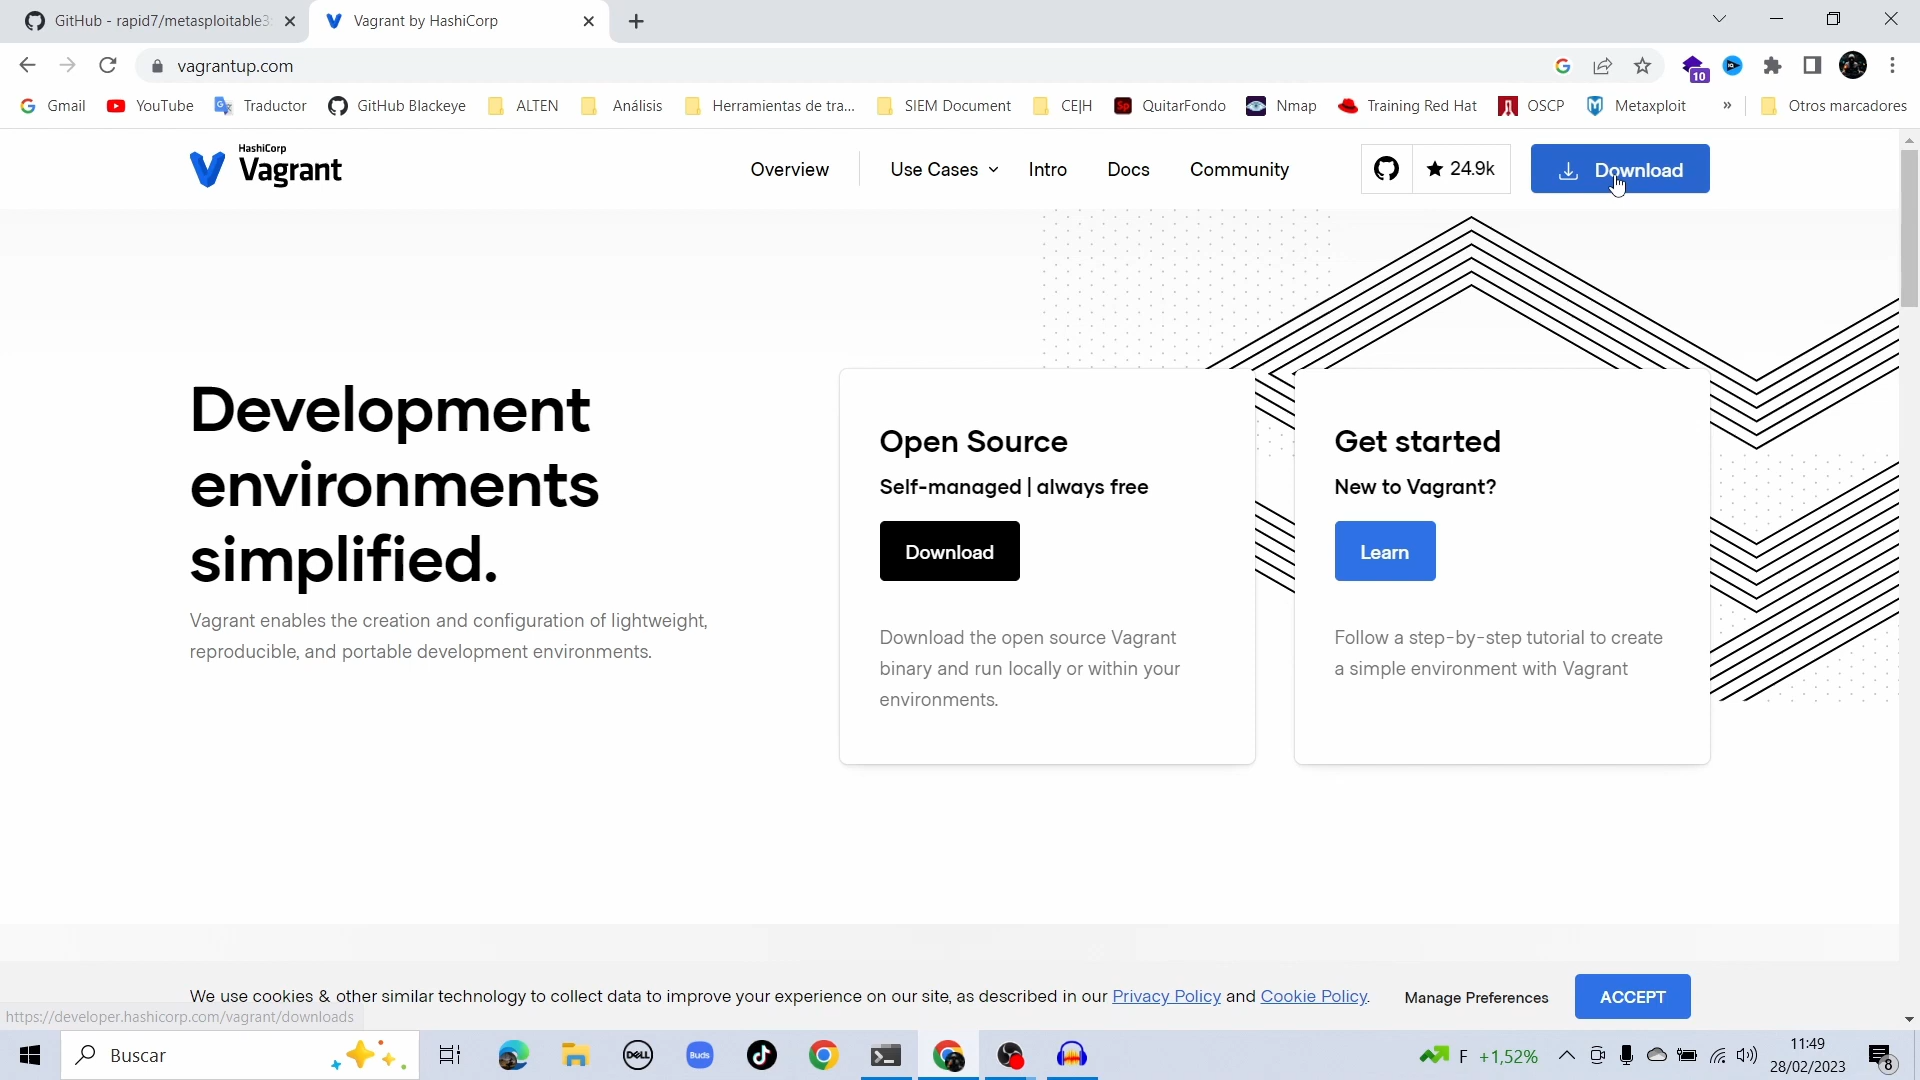 GitHub - rapid7/metasploitable3
Vagrant by HashiCorp
vagrantup.com
10
Gmail
YouTube
Traductor
GitHub Blackeye
ALTEN
Análisis
Herramientas de tra...
SIEM Document
CE|H
QuitarFondo
Nmap
Training Red Hat
OSCP
Metaxploit
»
Otros marcadores
HashiCorp
Vagrant
Overview
Use Cases
Intro
Docs
Community
24.9k
Download
Development
environments
simplified.
Vagrant enables the creation and configuration of lightweight,
reproducible, and portable development environments.
Open Source
Self-managed | always free
Download
Download the open source Vagrant
binary and run locally or within your
environments.
Get started
New to Vagrant?
Learn
Follow a step-by-step tutorial to create
a simple environment with Vagrant
We use cookies & other similar technology to collect data to improve your experience on our site, as described in our Privacy Policy and Cookie Policy.
Manage Preferences
ACCEPT
https://developer.hashicorp.com/vagrant/downloads
Buscar
DELL
Buds
F +1,52%
11:49
28/02/2023
8